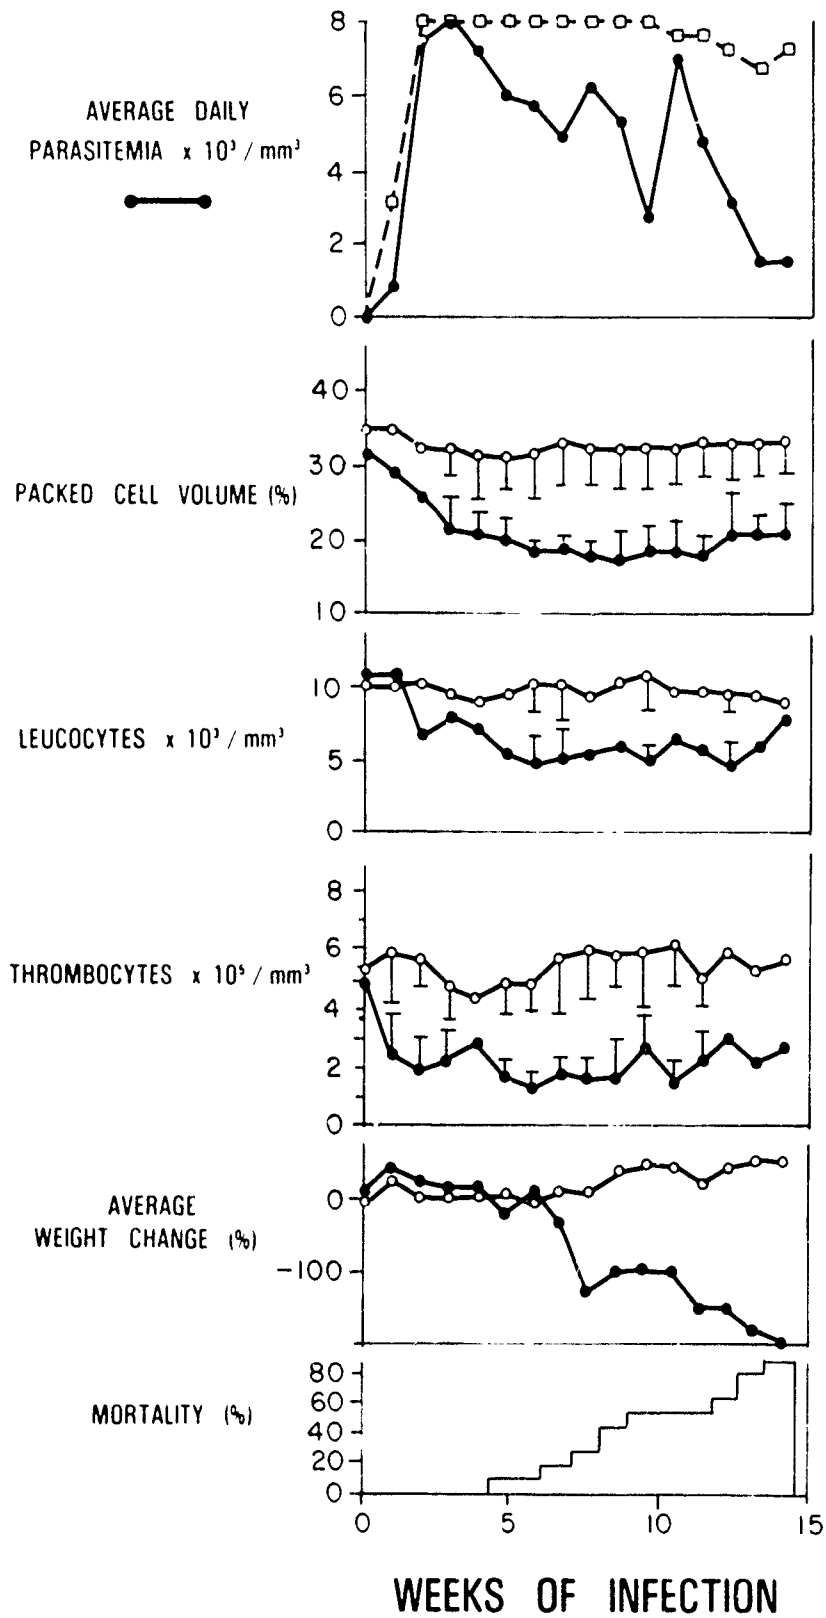 8
6
AVERAGE DAILY
PARASITEMIA x 10³ / mm³
4
2
0
40
30
PACKED CELL VOLUME (%)
20
10
10
LEUCOCYTES x 10³ / mm³
5
0
8
6
THROMBOCYTES x 10⁵ / mm³
4
2
0
0
AVERAGE
WEIGHT CHANGE (%)
-100
80
60
MORTALITY (%)
40
20
0
0 5 10 15
WEEKS OF INFECTION